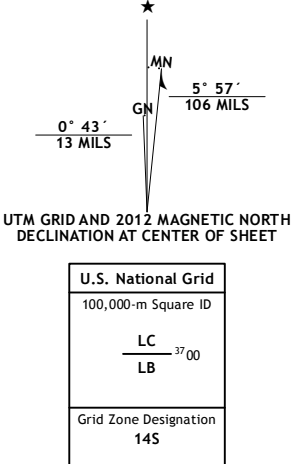 MN
GN
5° 57´
106 MILS
0° 43´
13 MILS
UTM GRID AND 2012 MAGNETIC NORTH
DECLINATION AT CENTER OF SHEET
U.S. National Grid
100,000-m Square ID
LC
3700
LB
Grid Zone Designation
14S